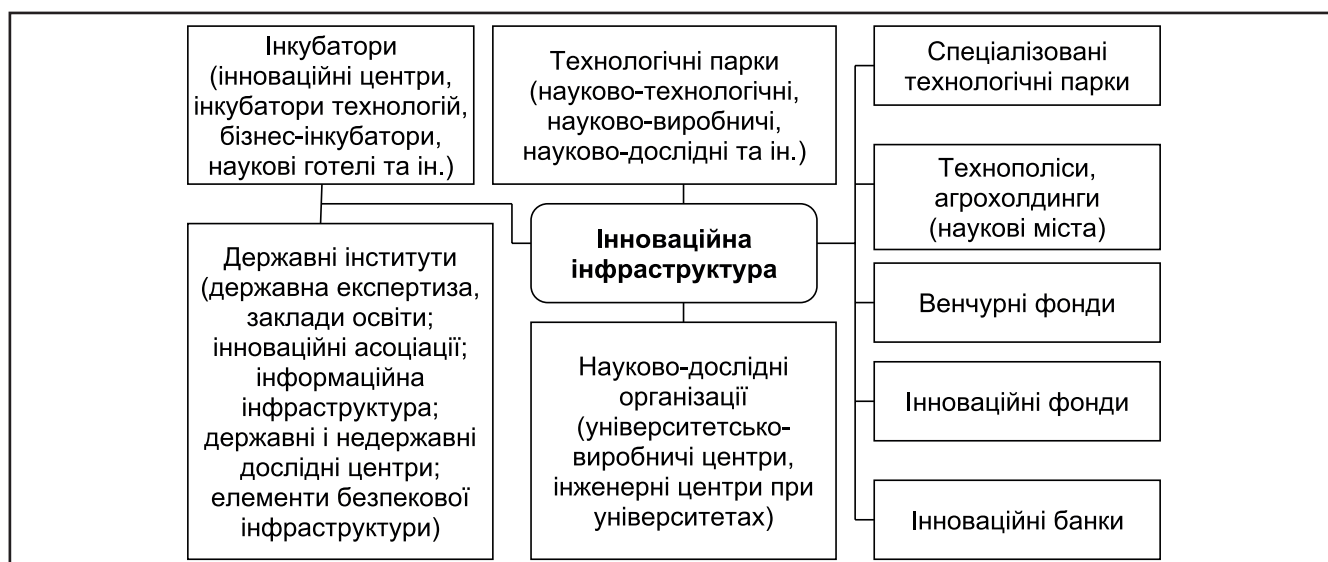 Інкубатори
(інноваційні центри,
інкубатори технологій,
бізнес-інкубатори,
наукові готелі та ін.)
Технологічні парки
(науково-технологічні,
науково-виробничі,
науково-дослідні та ін.)
Спеціалізовані
технологічні парки
Технополіси,
агрохолдинги
(наукові міста)
Інноваційна
інфраструктура
Державні інститути
(державна експертиза,
заклади освіти;
інноваційні асоціації;
інформаційна
інфраструктура;
державні і недержавні
дослідні центри;
елементи безпекової
інфраструктури)
Науково-дослідні
організації
(університетсько-
виробничі центри,
інженерні центри при
університетах)
Венчурні фонди
Інноваційні фонди
Інноваційні банки